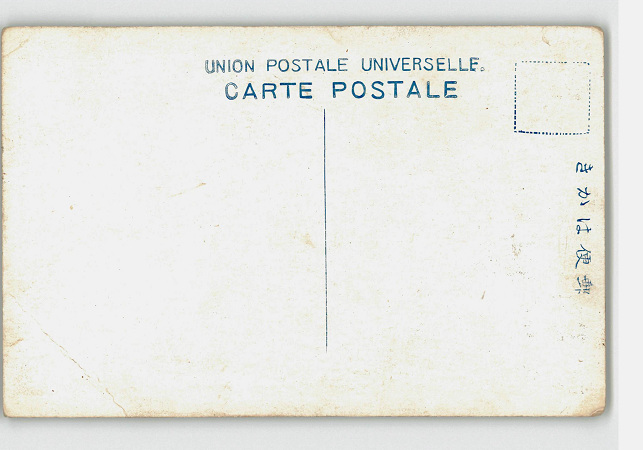 UNION POSTALE UNIVERSELLE.
CARTE POSTALE
きかは便郵